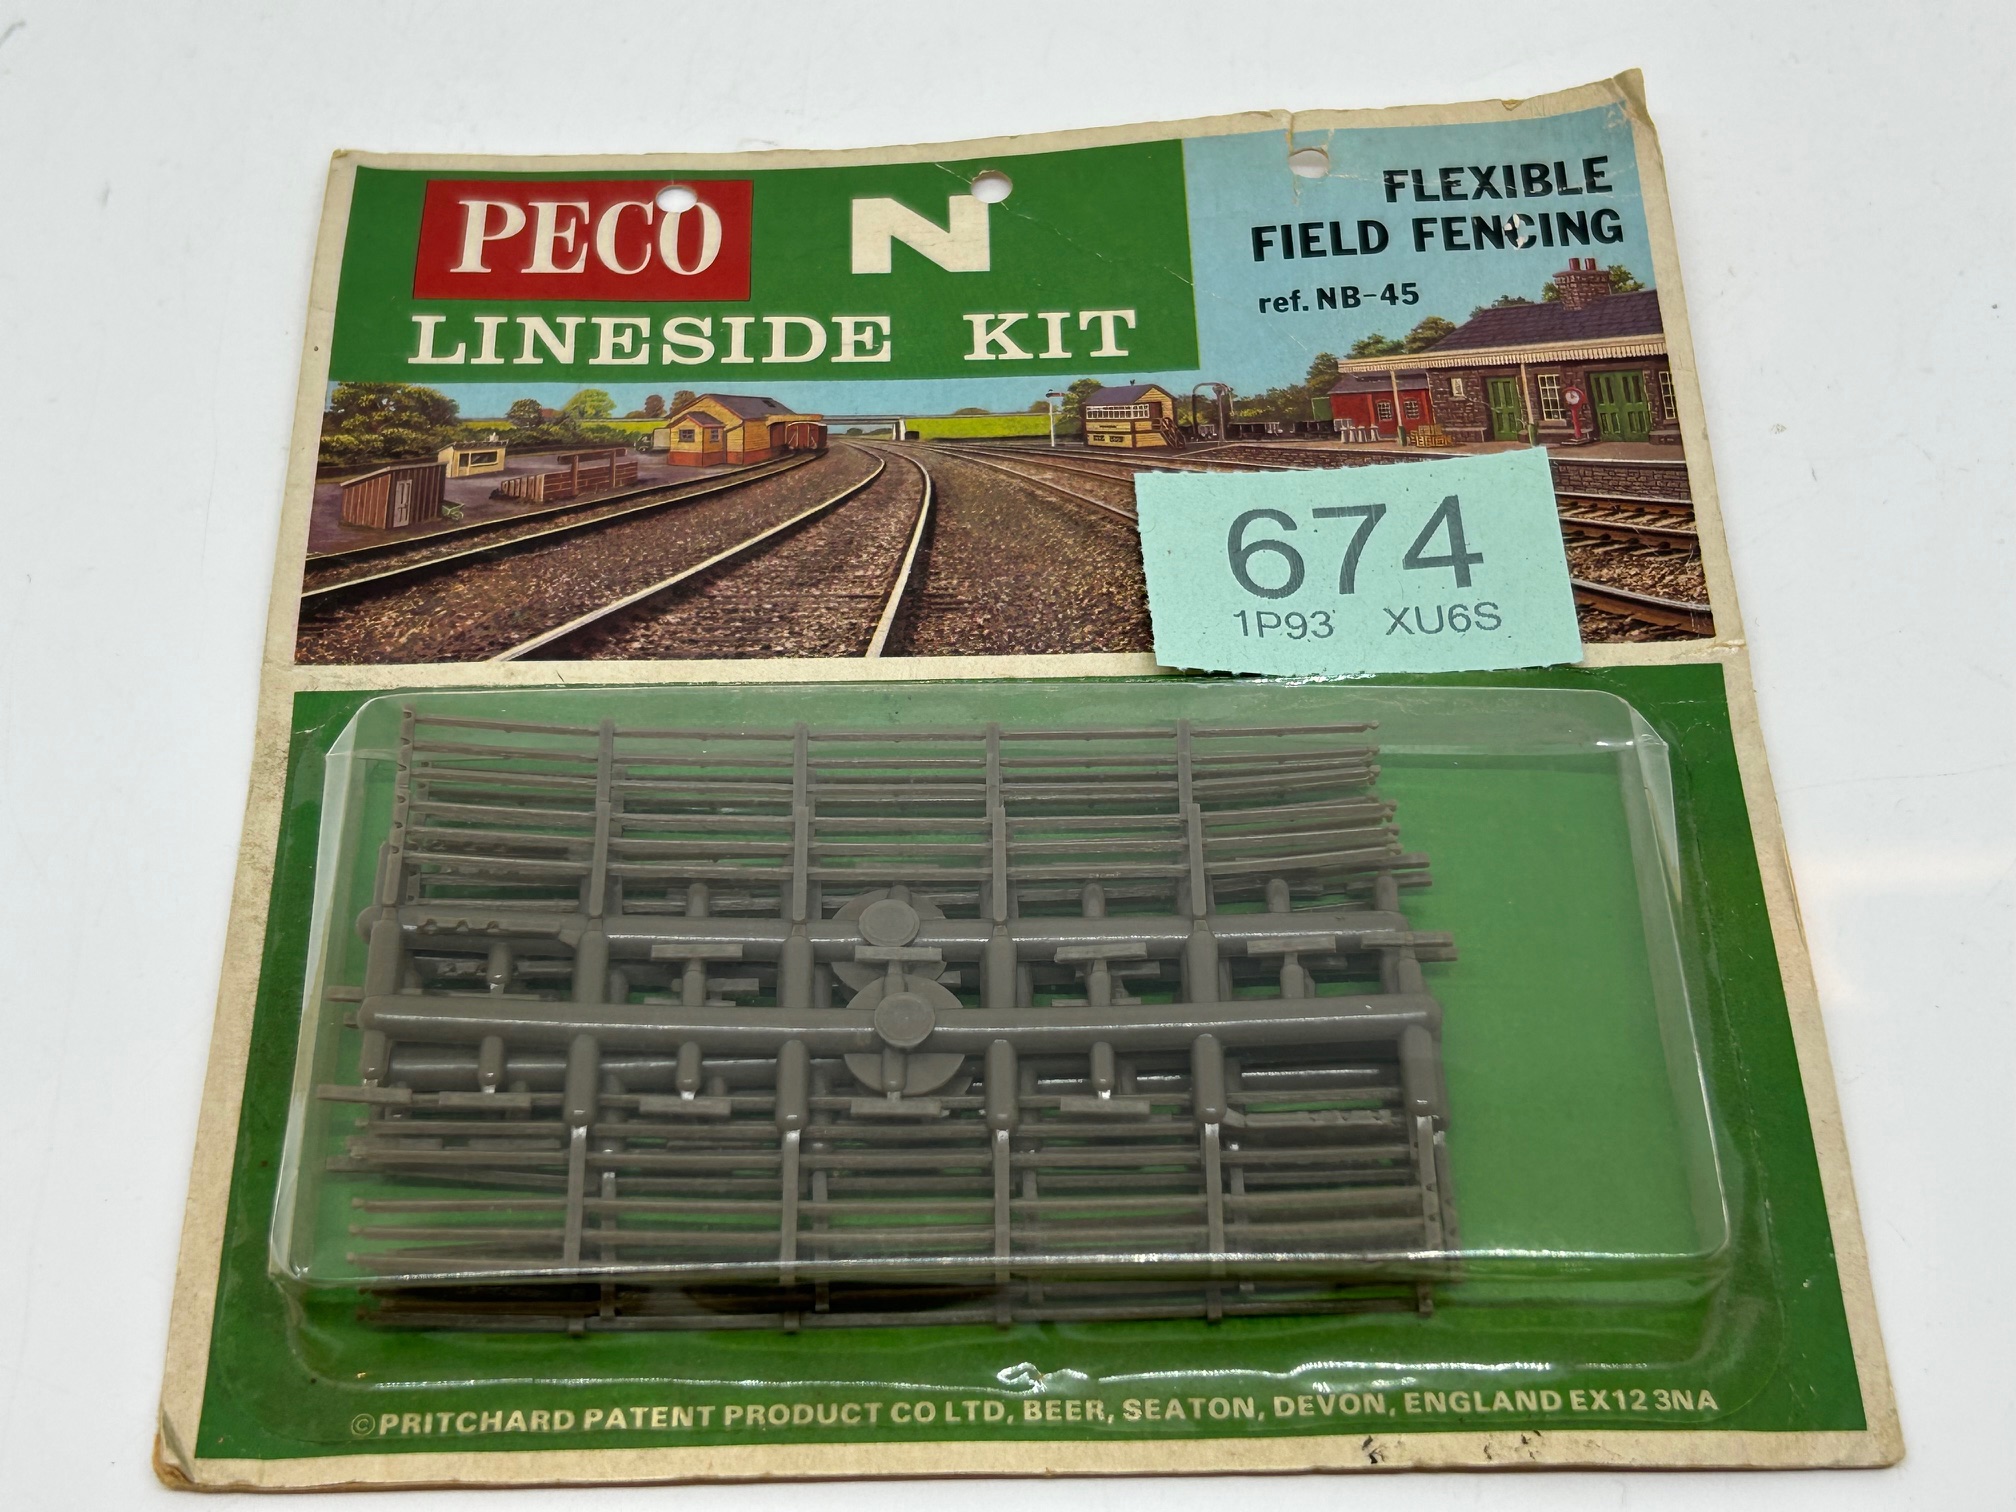 PECO N
LINESIDE KIT
FLEXIBLE
FIELD FENCING
ref. NB-45
674
1P93 XU6S
©PRITCHARD PATENT PRODUCT CO LTD, BEER, SEATON, DEVON, ENGLAND EX12 3NA